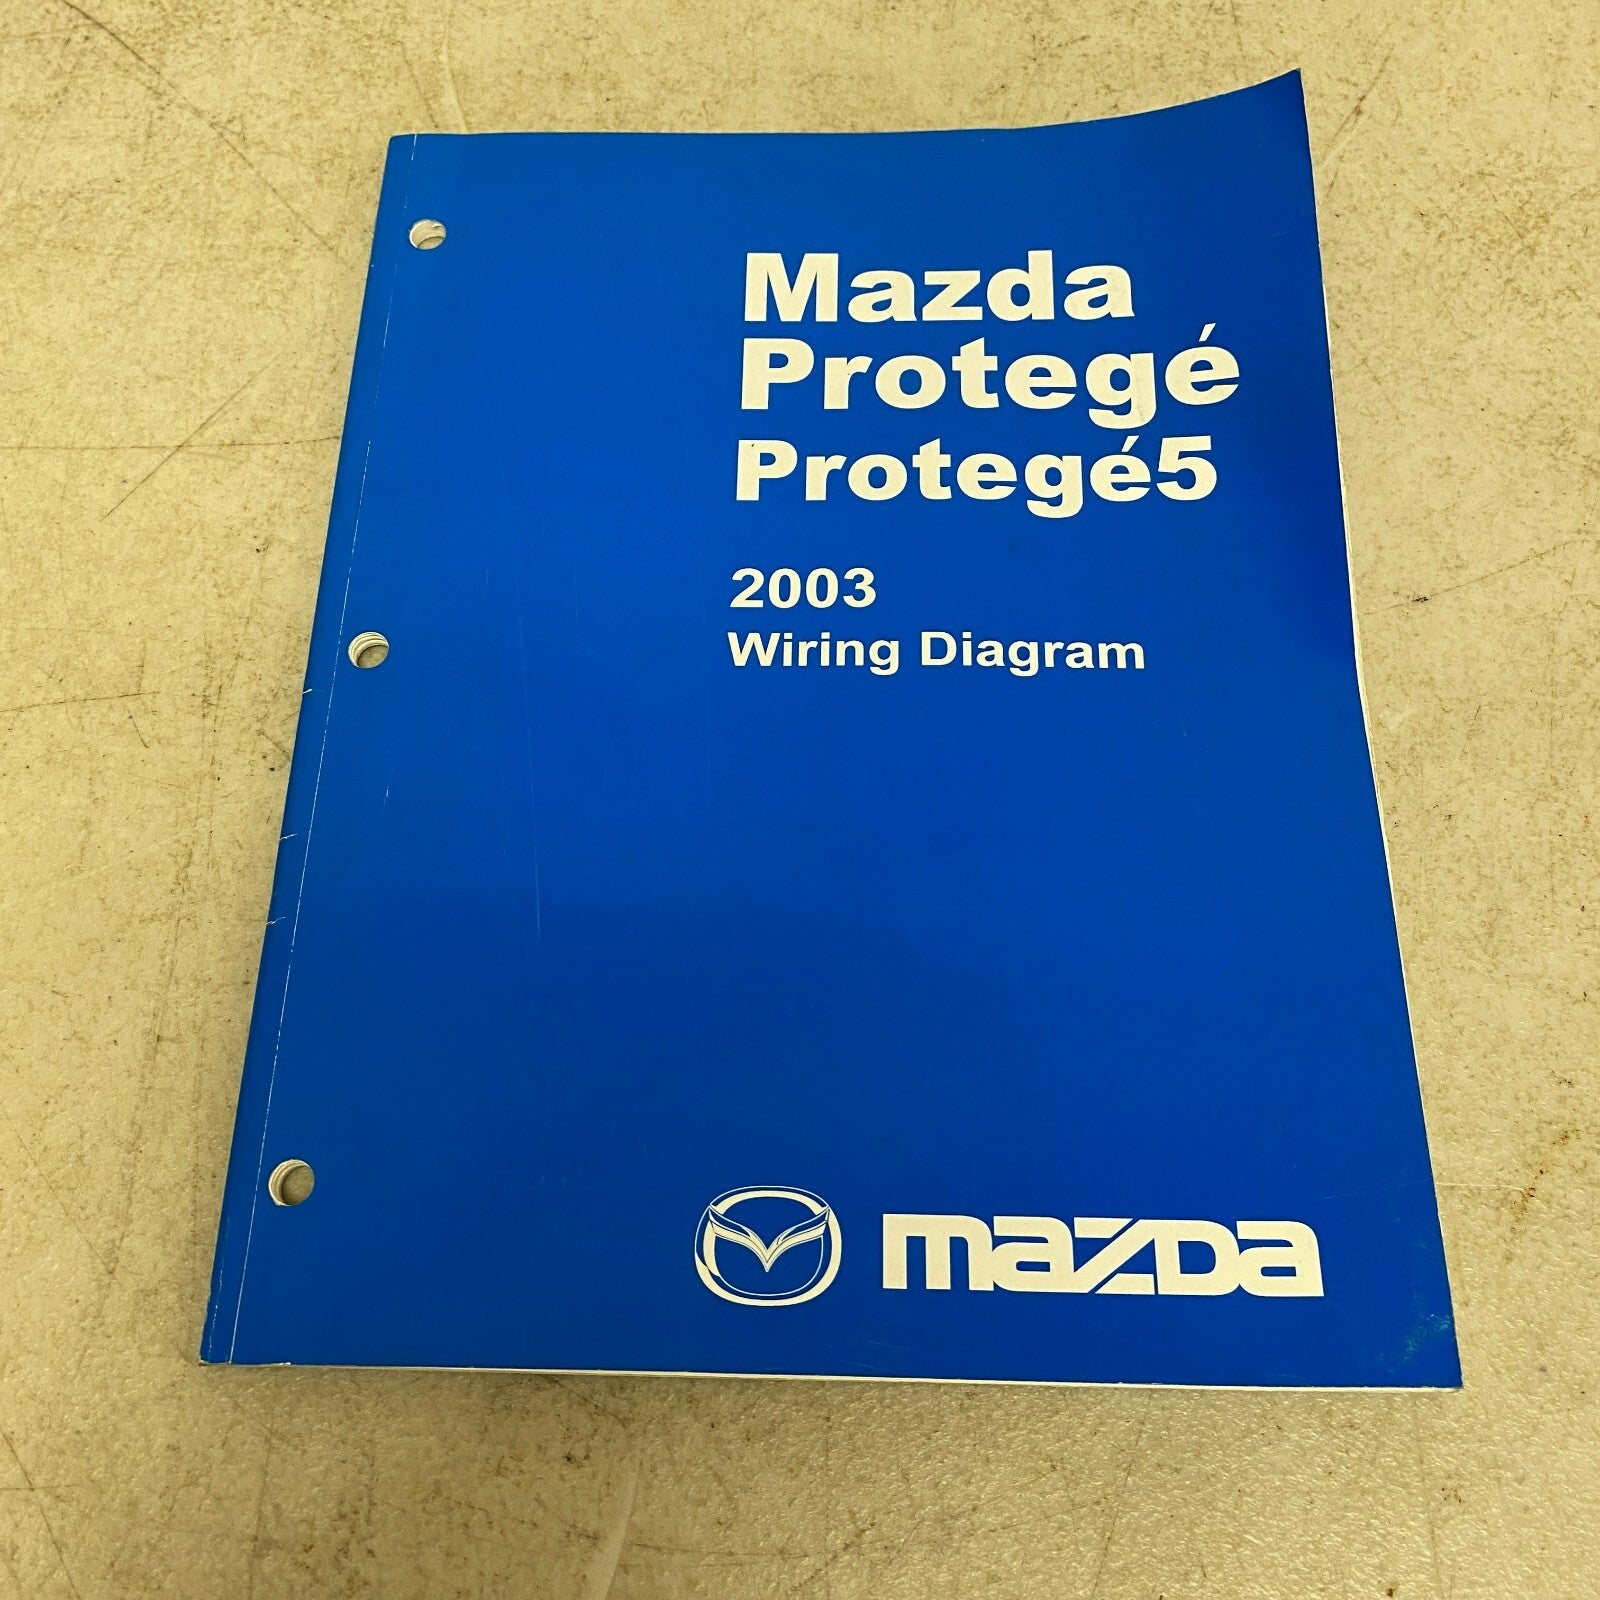 Mazda
Protegé
Protegé5
2003
Wiring Diagram
mazDa